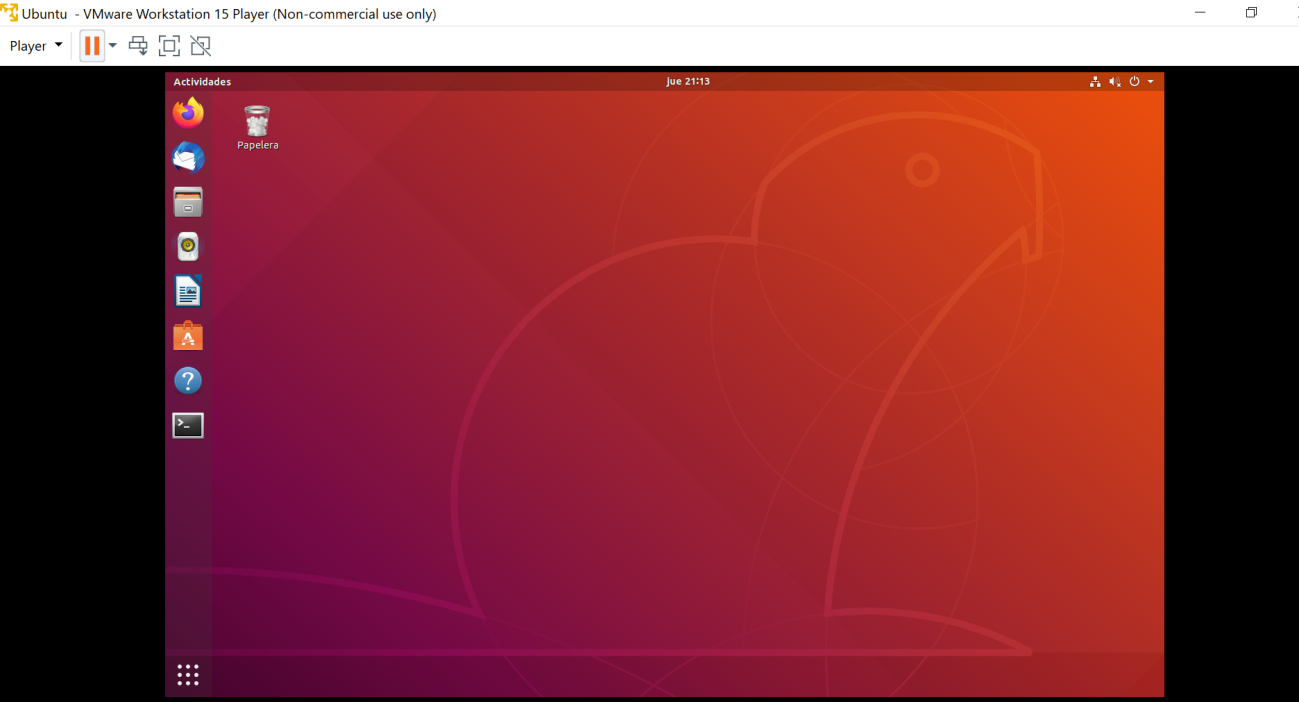 Ubuntu - VMware Workstation 15 Player (Non-commercial use only)
Player
Actividades
jue 21:13
Papelera